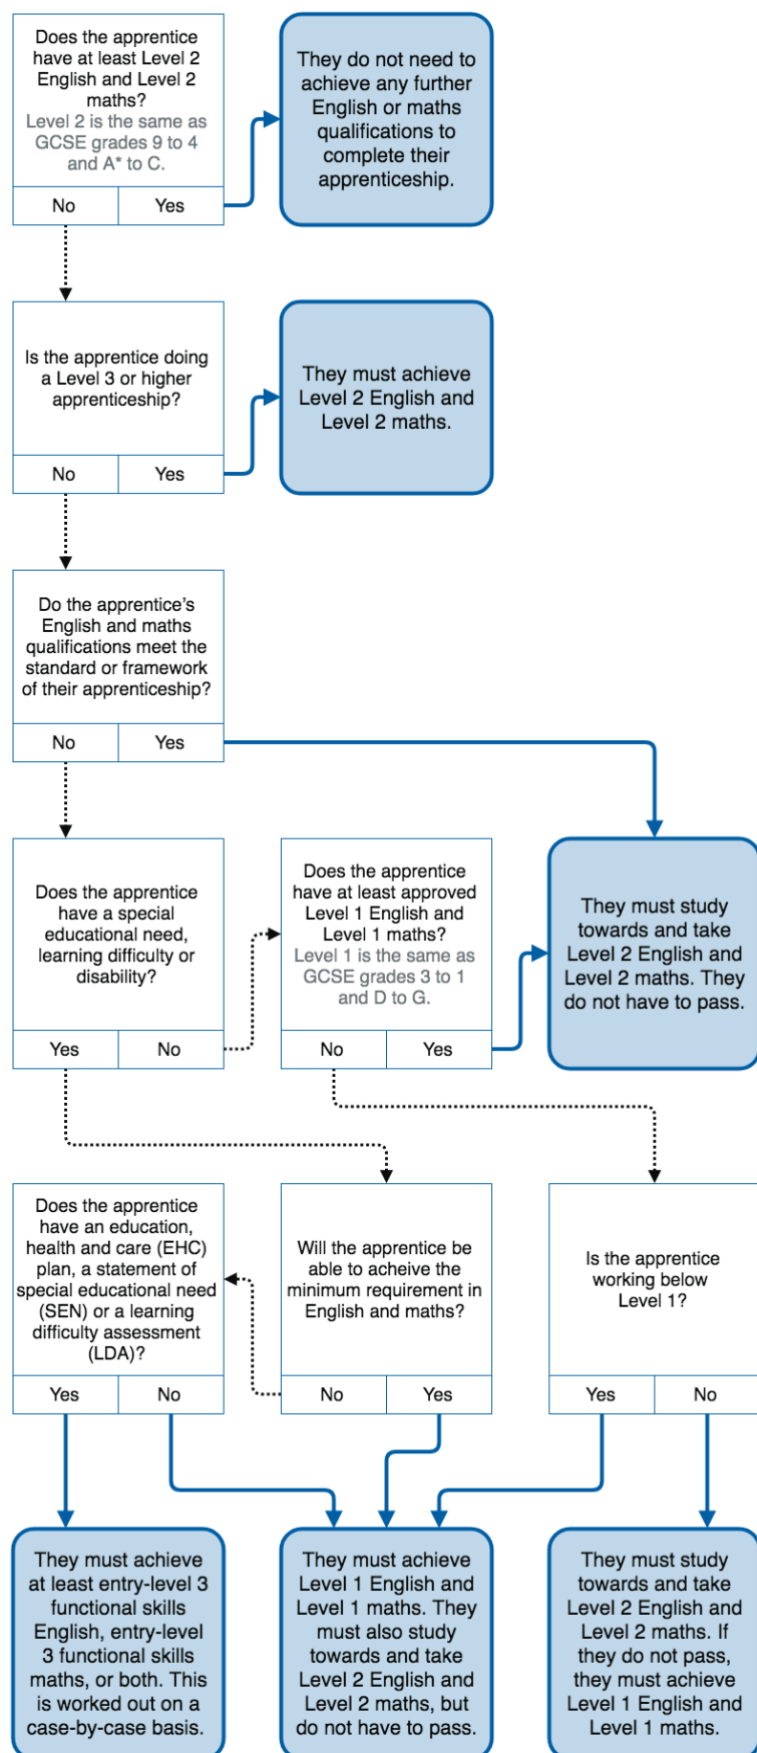 Does the apprentice
have at least Level 2
English and Level 2
maths?
Level 2 is the same as
GCSE grades 9 to 4
and A* to C.
No
Yes
They do not need to
achieve any further
English or maths
qualifications to
complete their
apprenticeship.
Is the apprentice doing
a Level 3 or higher
apprenticeship?
No
Yes
They must achieve
Level 2 English and
Level 2 maths.
Do the apprentice's
English and maths
qualifications meet the
standard or framework
of their apprenticeship?
No
Yes
Does the apprentice
have a special
educational need,
learning difficulty or
disability?
Yes
No
Does the apprentice
have at least approved
Level 1 English and
Level 1 maths?
Level 1 is the same as
GCSE grades 3 to 1
and D to G.
No
Yes
They must study
towards and take
Level 2 English and
Level 2 maths. They
do not have to pass.
Does the apprentice
have an education,
health and care (EHC)
plan, a statement of
special educational need
(SEN) or a learning
difficulty assessment
(LDA)?
Yes
No
Will the apprentice be
able to acheive the
minimum requirement in
English and maths?
No
Yes
Is the apprentice
working below
Level 1?
Yes
No
They must achieve
at least entry-level 3
functional skills
English, entry-level
3 functional skills
maths, or both. This
is worked out on a
case-by-case basis.
They must achieve
Level 1 English and
Level 1 maths. They
must also study
towards and take
Level 2 English and
Level 2 maths, but
do not have to pass.
They must study
towards and take
Level 2 English and
Level 2 maths. If
they do not pass,
they must achieve
Level 1 English and
Level 1 maths.